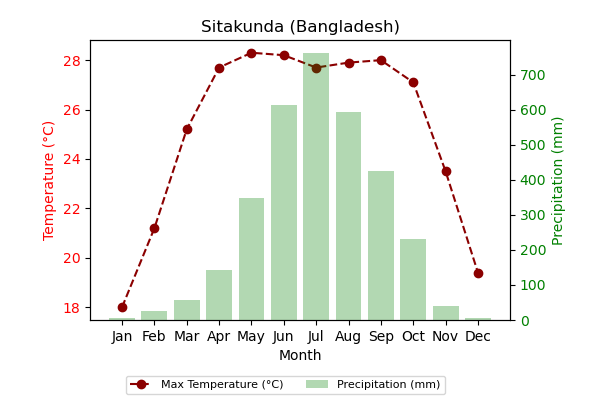 Sitakunda (Bangladesh)
28
26
24
22
20
18
Temperature (°C)
700
600
500
400
300
200
100
0
Precipitation (mm)
Jan Feb Mar Apr May Jun Jul Aug Sep Oct Nov Dec
Month
Max Temperature (°C) Precipitation (mm)